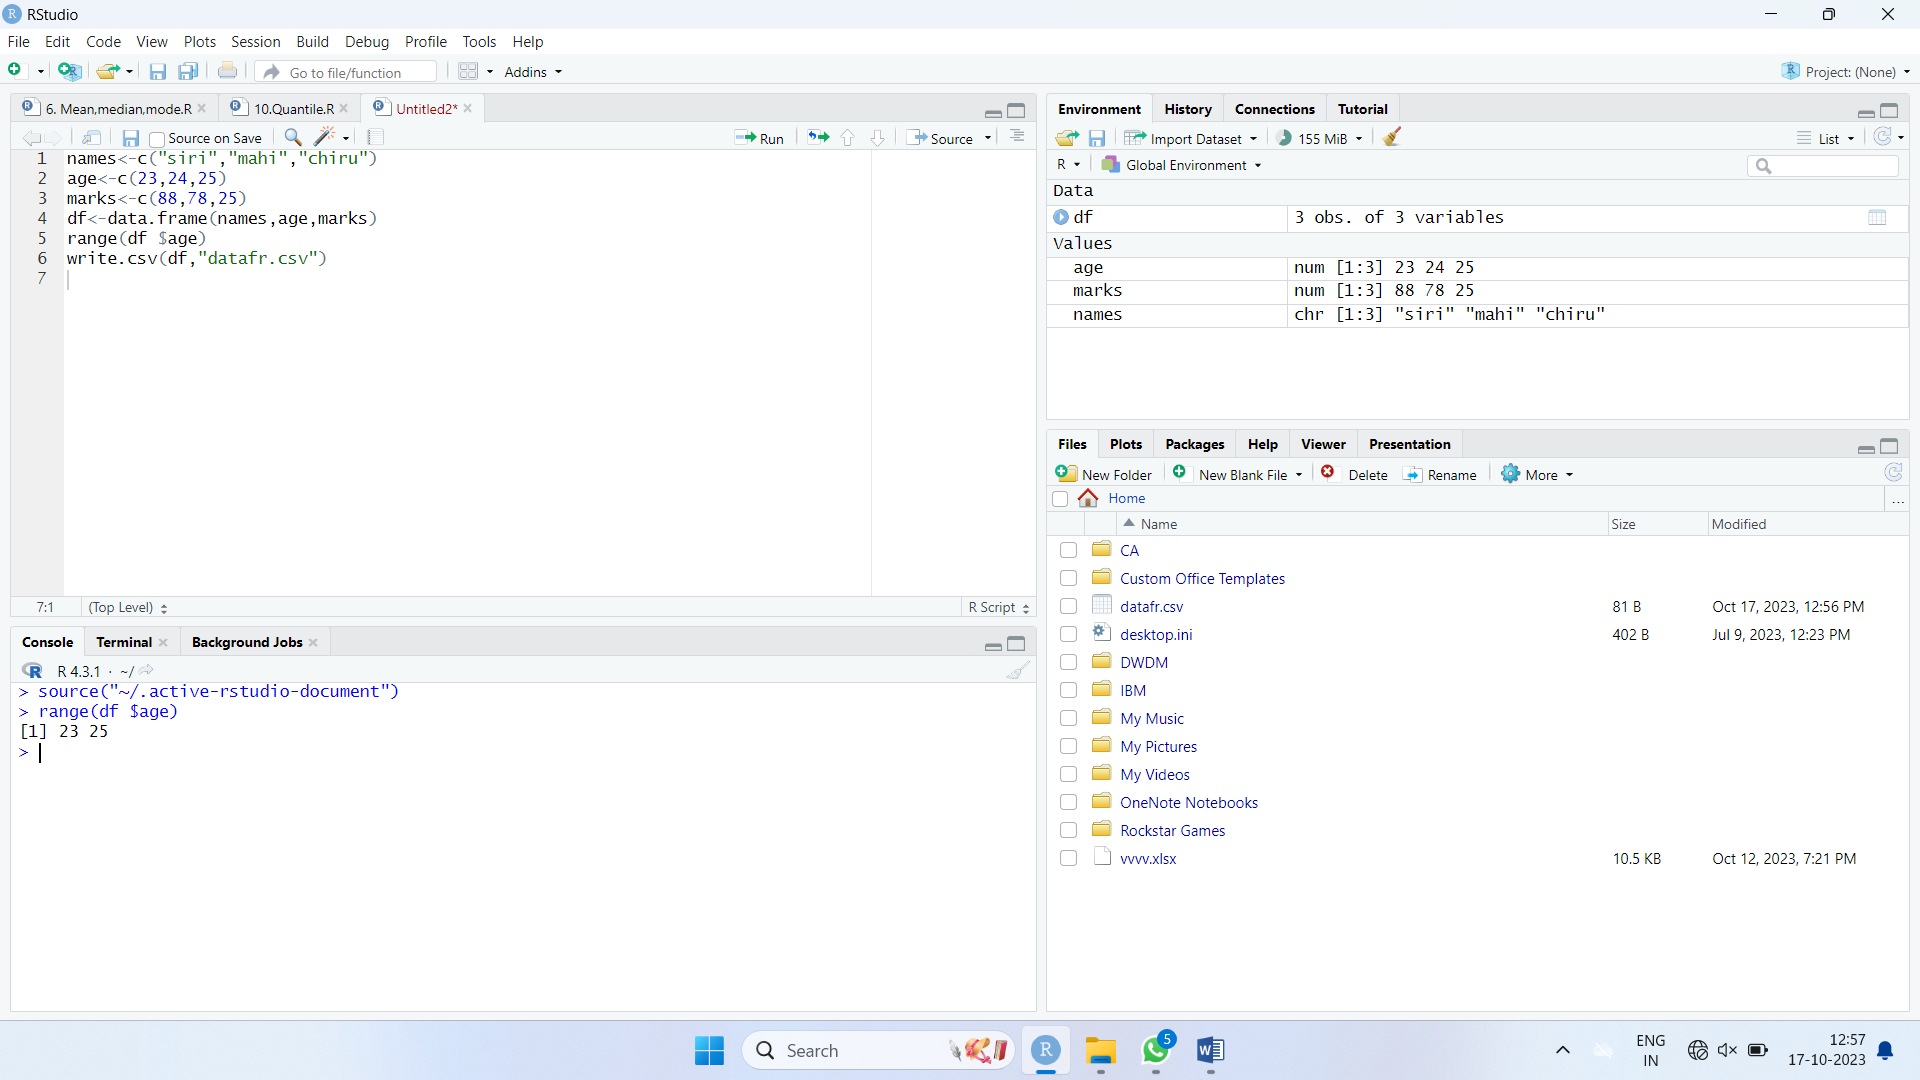 RStudio
File Edit Code View Plots Session Build Debug Profile Tools Help
Go to file/function Addins Project: (None)
6. Mean,median,mode.R 10.Quantile.R Untitled2*
Source on Save Run Source
1 names<-c("siri","mahi","chiru")
2 age<-c(23,24,25)
3 marks<-c(88,78,25)
4 df<-data.frame(names,age,marks)
5 range(df $age)
6 write.csv(df,"datafr.csv")
7
7:1 (Top Level) R Script
Console Terminal Background Jobs
R 4.3.1 · ~/
> source("~/.active-rstudio-document")
> range(df $age)
[1] 23 25
>
Environment History Connections Tutorial
Import Dataset 155 MiB List
R Global Environment
Data
df 3 obs. of 3 variables
Values
age num [1:3] 23 24 25
marks num [1:3] 88 78 25
names chr [1:3] "siri" "mahi" "chiru"
Files Plots Packages Help Viewer Presentation
New Folder New Blank File Delete Rename More
Home ...
Name Size Modified
CA
Custom Office Templates
datafr.csv 81 B Oct 17, 2023, 12:56 PM
desktop.ini 402 B Jul 9, 2023, 12:23 PM
DWDM
IBM
My Music
My Pictures
My Videos
OneNote Notebooks
Rockstar Games
vvvv.xlsx 10.5 KB Oct 12, 2023, 7:21 PM
Search 5 ENG 12:57
IN 17-10-2023